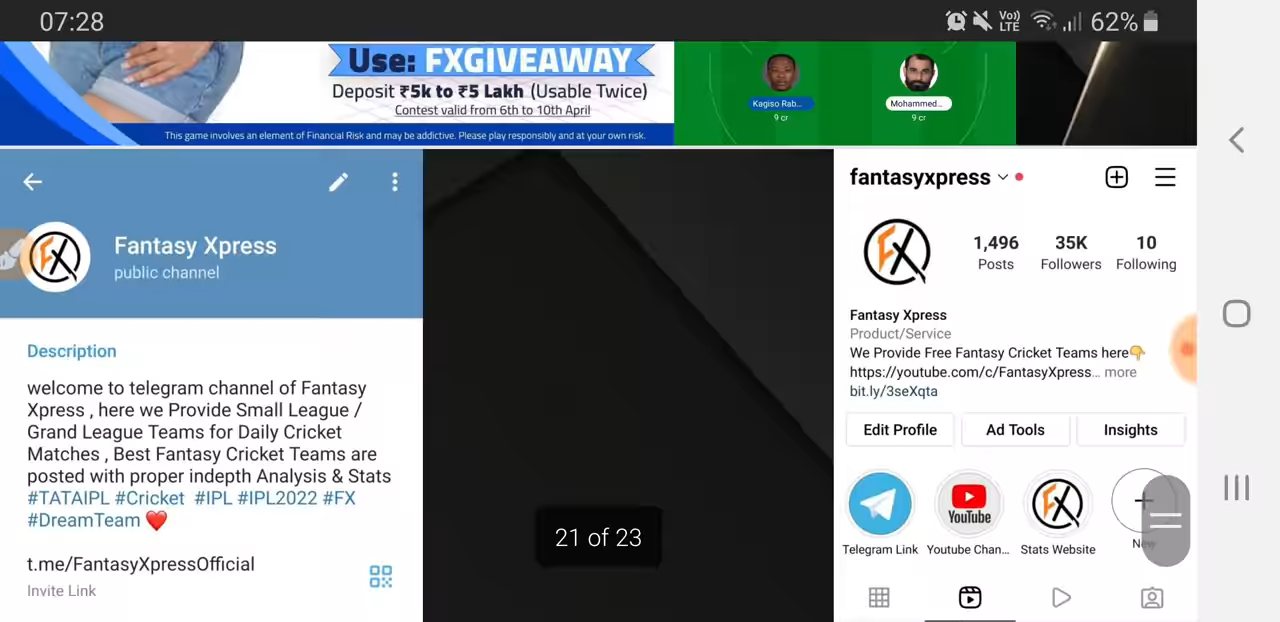 07:28
Vo)) LTE
62%
Use: FXGIVEAWAY
Deposit ₹5k to ₹5 Lakh (Usable Twice)
Contest valid from 6th to 10th April
This game involves an element of Financial Risk and may be addictive. Please play responsibly and at your own risk.
Kagiso Rab...
9 cr
Mohammed...
9 cr
FX
Fantasy Xpress
public channel
Description
welcome to telegram channel of Fantasy
Xpress , here we Provide Small League /
Grand League Teams for Daily Cricket
Matches , Best Fantasy Cricket Teams are
posted with proper indepth Analysis & Stats
#TATAIPL #Cricket #IPL #IPL2022 #FX
#DreamTeam ❤️
t.me/FantasyXpressOfficial
Invite Link
21 of 23
fantasyxpress
FX
1,496
Posts
35K
Followers
10
Following
Fantasy Xpress
Product/Service
We Provide Free Fantasy Cricket Teams here👇
https://youtube.com/c/FantasyXpress... more
bit.ly/3seXqta
Edit Profile
Ad Tools
Insights
YouTube
FX
Telegram Link
Youtube Chan...
Stats Website